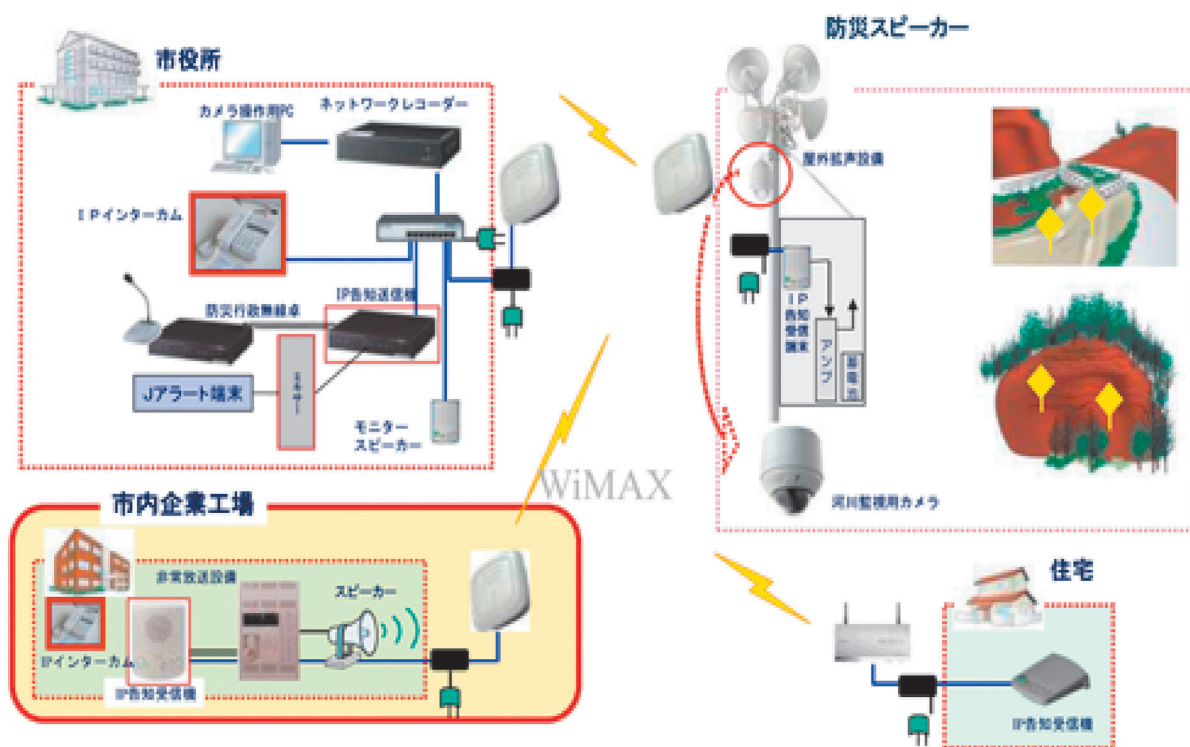 市役所
カメラ操作用PC
ネットワークレコーダー
IPインターカム
防災行政無線卓
IP告知送信機
Jアラート端末
ミキサー
モニター
スピーカー
防災スピーカー
屋外拡声設備
IP
告知
受信
端末
アンプ
蓄電池
河川監視用カメラ
WiMAX
市内企業工場
非常放送設備
スピーカー
IPインターカム
IP告知受信機
住宅
IP告知受信機